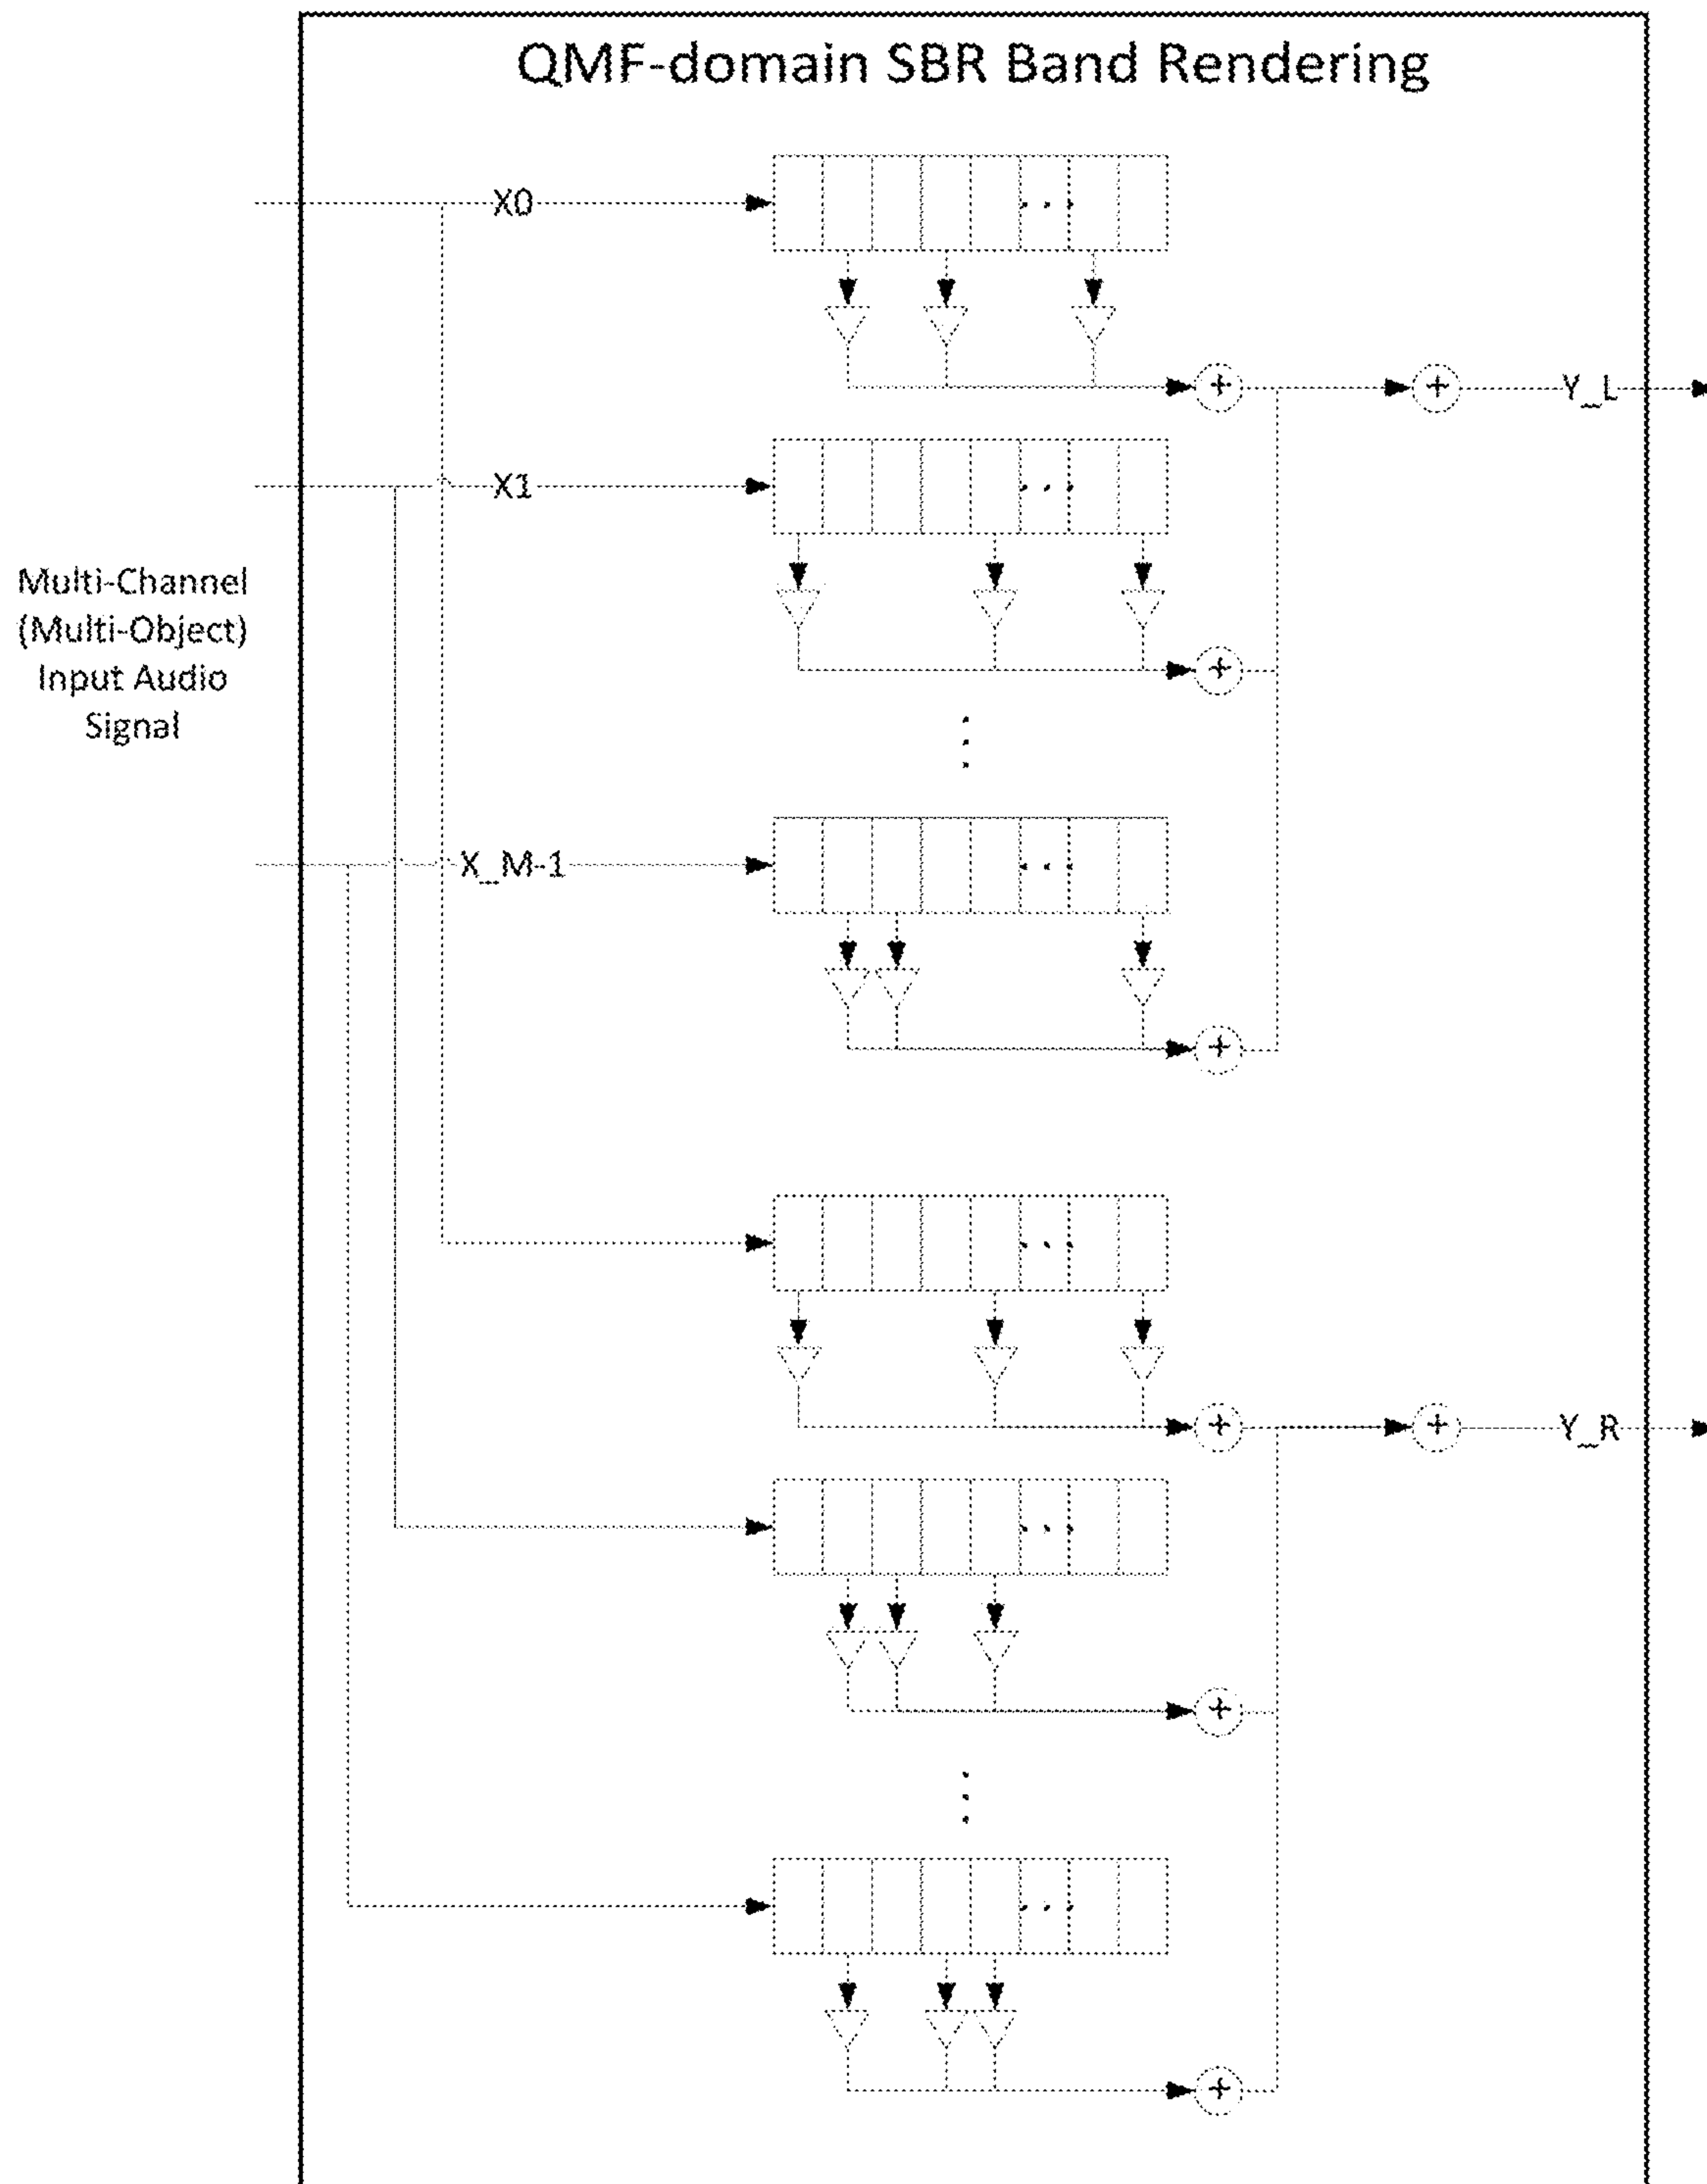 QMF-domain SBR Band Rendering
X0
Y_L
X1
Multi-Channel
(Multi-Object)
Input Audio
Signal
X_M-1
Y_R